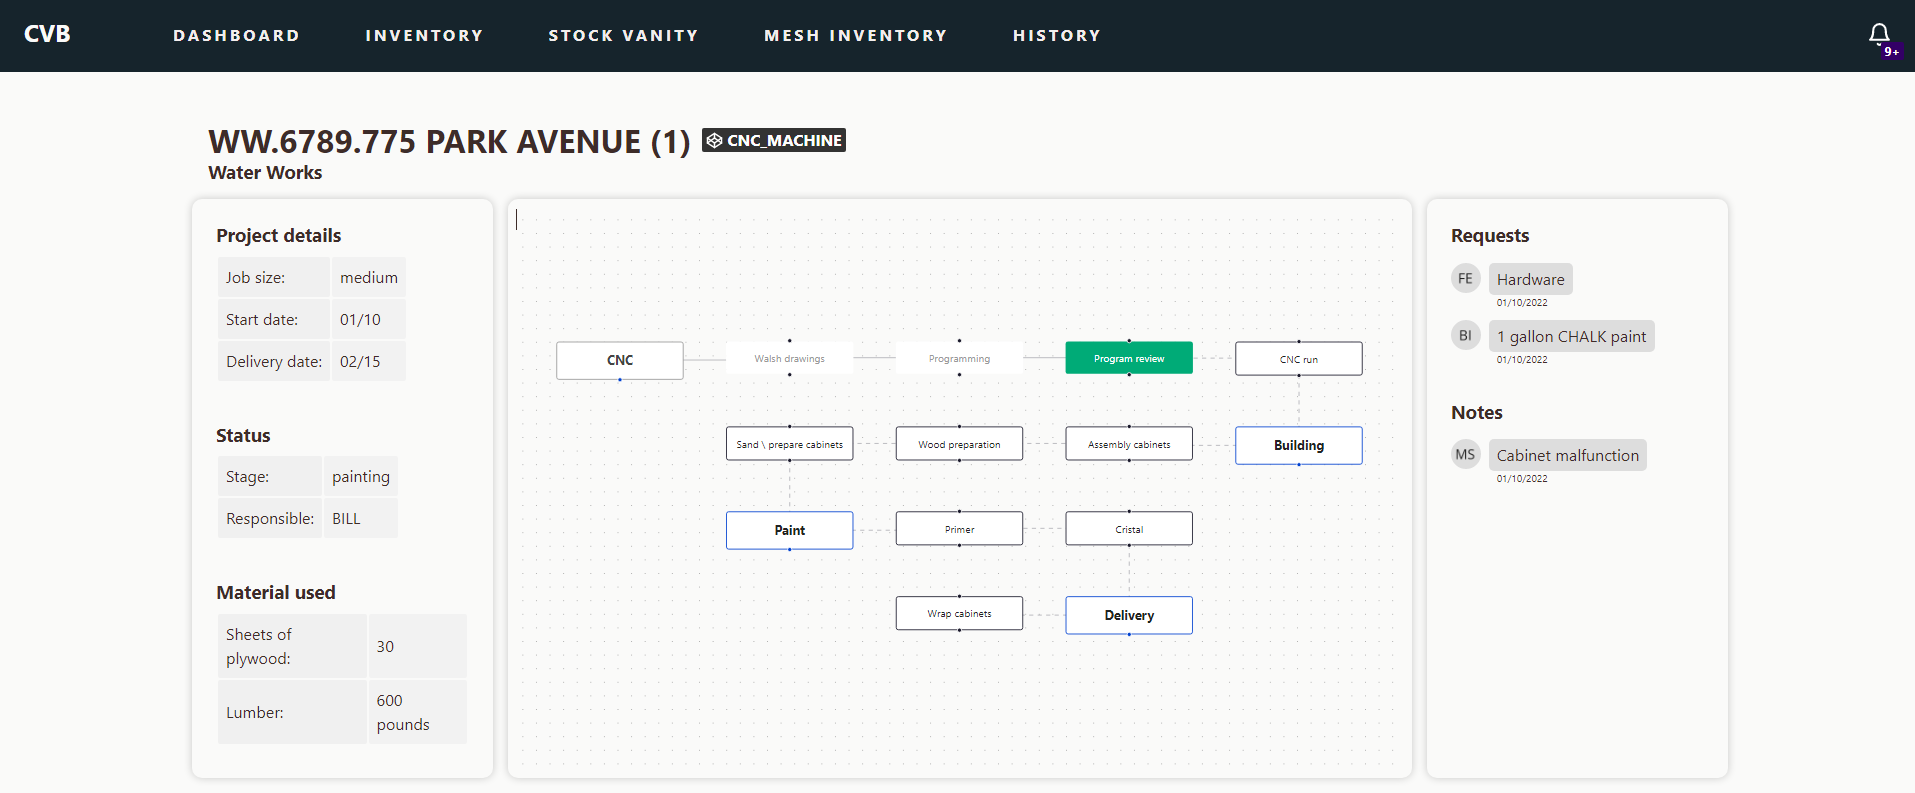 CVB
DASHBOARD
INVENTORY
STOCK VANITY
MESH INVENTORY
HISTORY
9+
WW.6789.775 PARK AVENUE (1)
CNC_MACHINE
Water Works
Project details
Job size: medium
Start date: 01/10
Delivery date: 02/15
Status
Stage: painting
Responsible: BILL
Material used
Sheets of
plywood:
30
Lumber:
600
pounds
CNC
Walsh drawings
Programming
Program review
CNC run
Sand \ prepare cabinets
Wood preparation
Assembly cabinets
Building
Paint
Primer
Cristal
Wrap cabinets
Delivery
Requests
FE
Hardware
01/10/2022
BI
1 gallon CHALK paint
01/10/2022
Notes
MS
Cabinet malfunction
01/10/2022